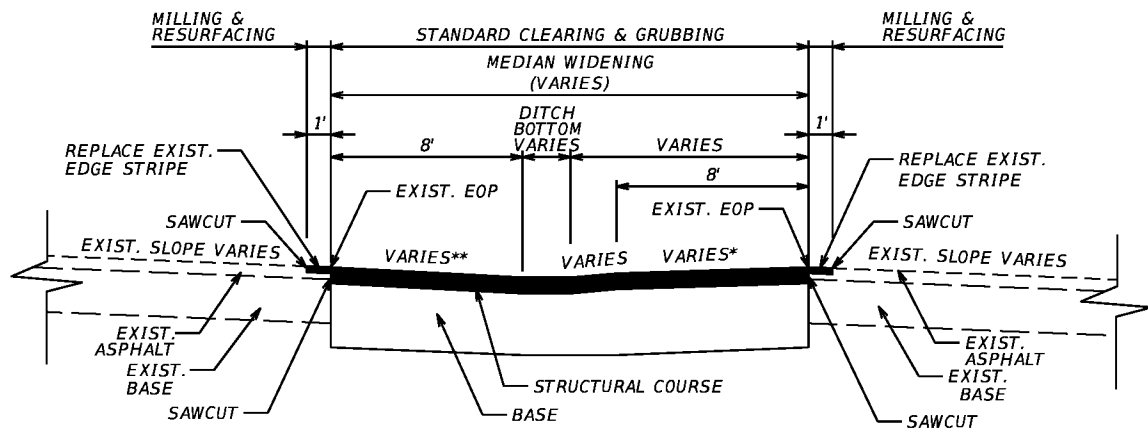 MILLING &
RESURFACING
STANDARD CLEARING & GRUBBING
MILLING &
RESURFACING
MEDIAN WIDENING
(VARIES)
DITCH
BOTTOM
VARIES
1'
8'
VARIES
1'
8'
REPLACE EXIST.
EDGE STRIPE
EXIST. EOP
EXIST. EOP
REPLACE EXIST.
EDGE STRIPE
SAWCUT
SAWCUT
EXIST. SLOPE VARIES
VARIES**
VARIES
VARIES*
EXIST. SLOPE VARIES
EXIST.
ASPHALT
EXIST.
BASE
SAWCUT
BASE
STRUCTURAL COURSE
EXIST.
ASPHALT
EXIST.
BASE
SAWCUT